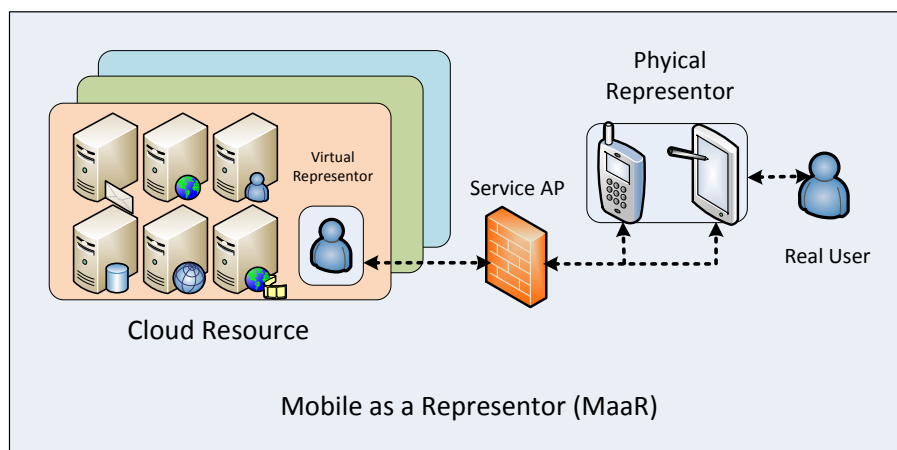 Phyical
Representor
Virtual
Representor
Service AP
Real User
Cloud Resource
Mobile as a Representor (MaaR)